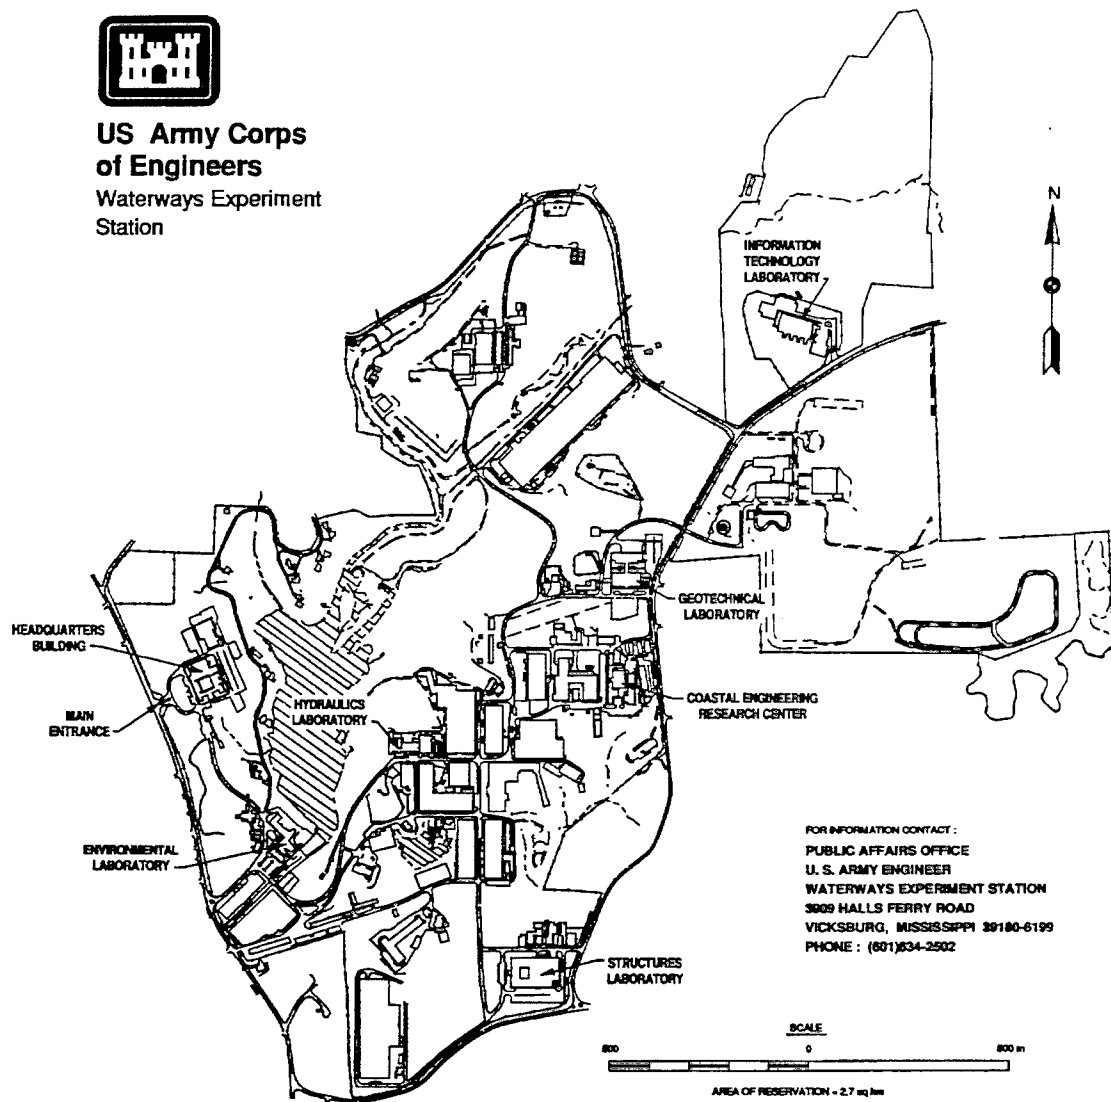 US Army Corps
of Engineers
Waterways Experiment
Station
N
INFORMATION
TECHNOLOGY
LABORATORY
GEOTECHNICAL
LABORATORY
HEADQUARTERS
BUILDING
MAIN
ENTRANCE
HYDRAULICS
LABORATORY
COASTAL ENGINEERING
RESEARCH CENTER
ENVIRONMENTAL
LABORATORY
STRUCTURES
LABORATORY
FOR INFORMATION CONTACT :
PUBLIC AFFAIRS OFFICE
U. S. ARMY ENGINEER
WATERWAYS EXPERIMENT STATION
3909 HALLS FERRY ROAD
VICKSBURG, MISSISSIPPI 39180-6199
PHONE : (601)634-2502
SCALE
0
AREA OF RESERVATION = 2.7 sq km